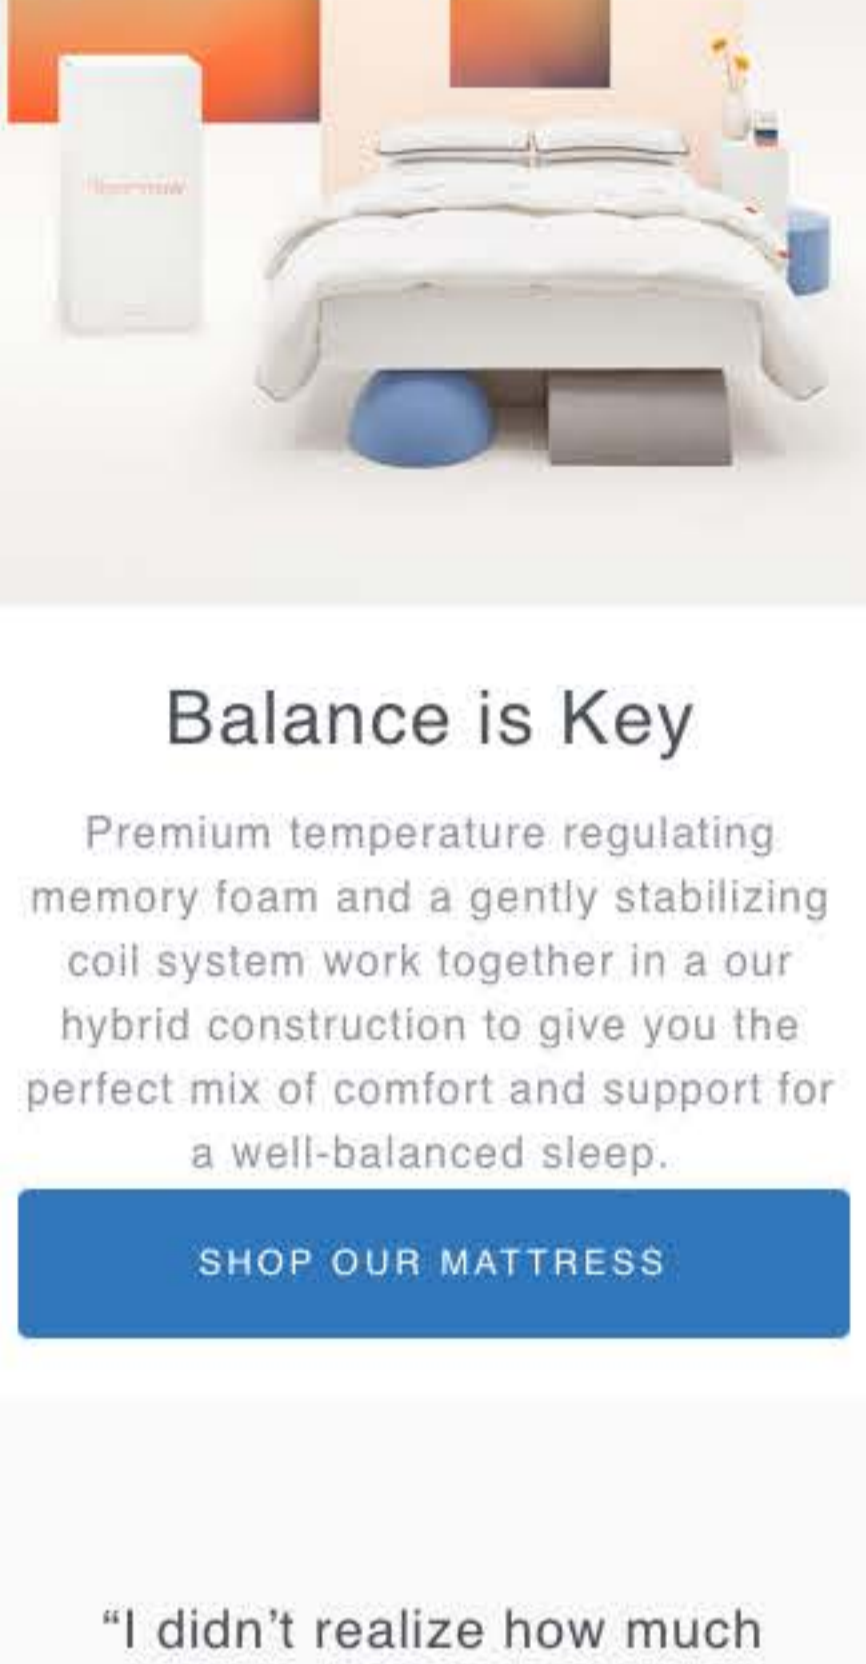 Balance is Key
Premium temperature regulating
memory foam and a gently stabilizing
coil system work together in a our
hybrid construction to give you the
perfect mix of comfort and support for
a well-balanced sleep.
SHOP OUR MATTRESS
“I didn’t realize how much